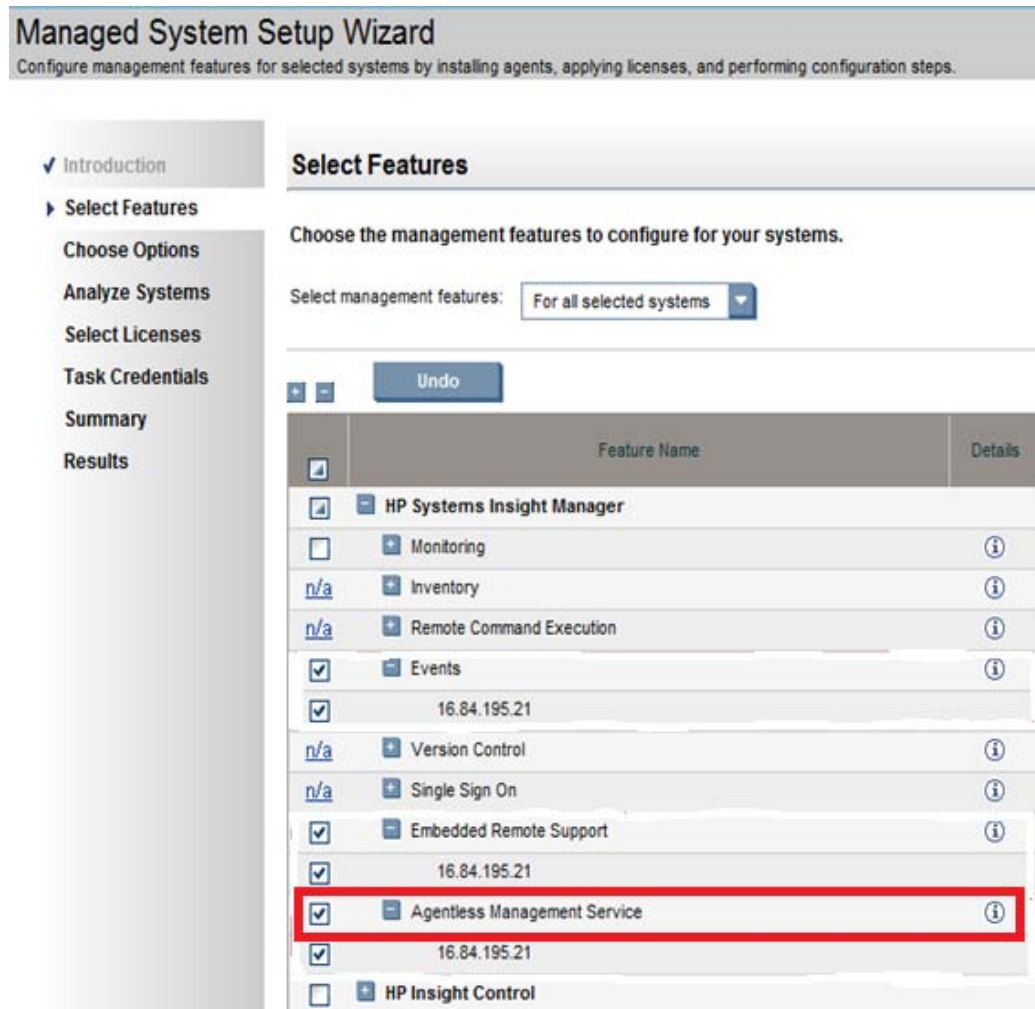 Managed System Setup Wizard
Configure management features for selected systems by installing agents, applying licenses, and performing configuration steps.
Introduction
Select Features
Choose Options
Analyze Systems
Select Licenses
Task Credentials
Summary
Results
Select Features
Choose the management features to configure for your systems.
Select management features: For all selected systems
Undo
Feature Name Details
HP Systems Insight Manager
Monitoring
n/a Inventory
n/a Remote Command Execution
Events
16.84.195.21
n/a Version Control
n/a Single Sign On
Embedded Remote Support
16.84.195.21
Agentless Management Service
16.84.195.21
HP Insight Control